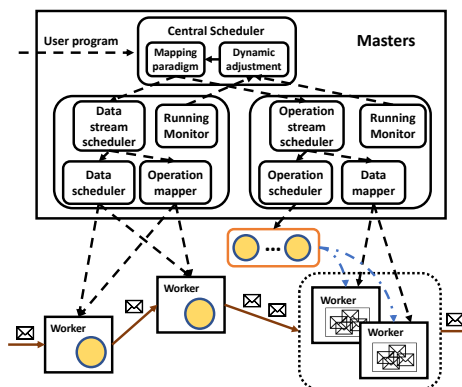 Central Scheduler
Masters
User program
Mapping
paradigm
Dynamic
adjustment
Data
stream
scheduler
Running
Monitor
Operation
stream
scheduler
Running
Monitor
Data
scheduler
Operation
mapper
Operation
scheduler
Data
mapper
...
Worker
Worker
Worker
Worker